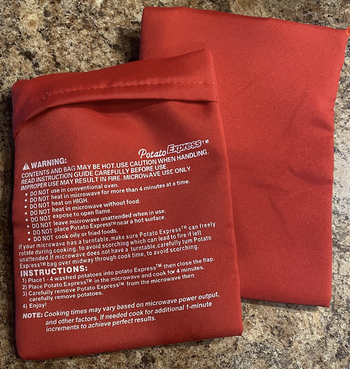 Potato Express™
⚠ WARNING:
CONTENTS AND BAG MAY BE HOT.USE CAUTION WHEN HANDLING.
READ INSTRUCTION GUIDE CAREFULLY BEFORE USE
IMPROPER USE MAY RESULT IN FIRE. MICROWAVE USE ONLY
• DO NOT use in conventional oven.
• DO NOT heat in microwave for more than 4 minutes at a time.
• DO NOT heat on HIGH.
• DO NOT heat in microwave without food.
• DO NOT expose to open flame.
• DO NOT leave microwave unattended when in use.
• DO NOT place Potato Express™ near a hot surface.
• DO NOT cook oily or fried foods.
If your microwave has a turntable,make sure Potato Express™ can freely
rotate during cooking, to avoid scorching which can lead to fire if left
unattended.If microwave does not have a turntable,carefully turn Potato
Express™ bag over midway through cook time, to avoid scorching.
INSTRUCTIONS:
1) Place 1 - 4 washed potatoes into potato Express™, then close the flap.
2) Place Potato Express™ in the microwave and cook for 4 minutes.
3) Carefully remove Potato Express™ from the microwave then
carefully remove potatoes.
4) Enjoy!
NOTE: Cooking times may vary based on microwave power output,
and other factors. If needed cook for additional 1-minute
increments to achieve perfect results.